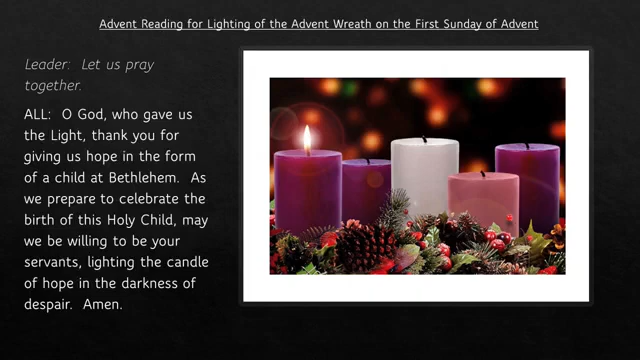 Advent Reading for Lighting of the Advent Wreath on the First Sunday of Advent
Leader:  Let us pray
together.
ALL:  O God, who gave us
the Light, thank you for
giving us hope in the form
of a child at Bethlehem.  As
we prepare to celebrate the
birth of this Holy Child, may
we be willing to be your
servants, lighting the candle
of hope in the darkness of
despair.  Amen.